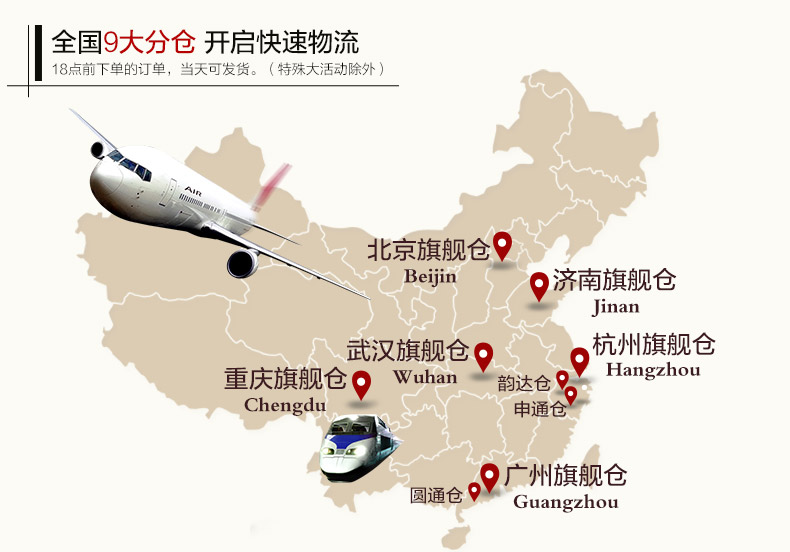 全国9大分仓 开启快速物流
18点前下单的订单，当天可发货。（特殊大活动除外）
AIR
北京旗舰仓
Beijin
济南旗舰仓
Jinan
杭州旗舰仓
Hangzhou
武汉旗舰仓
Wuhan
韵达仓
申通仓
重庆旗舰仓
Chengdu
广州旗舰仓
Guangzhou
圆通仓